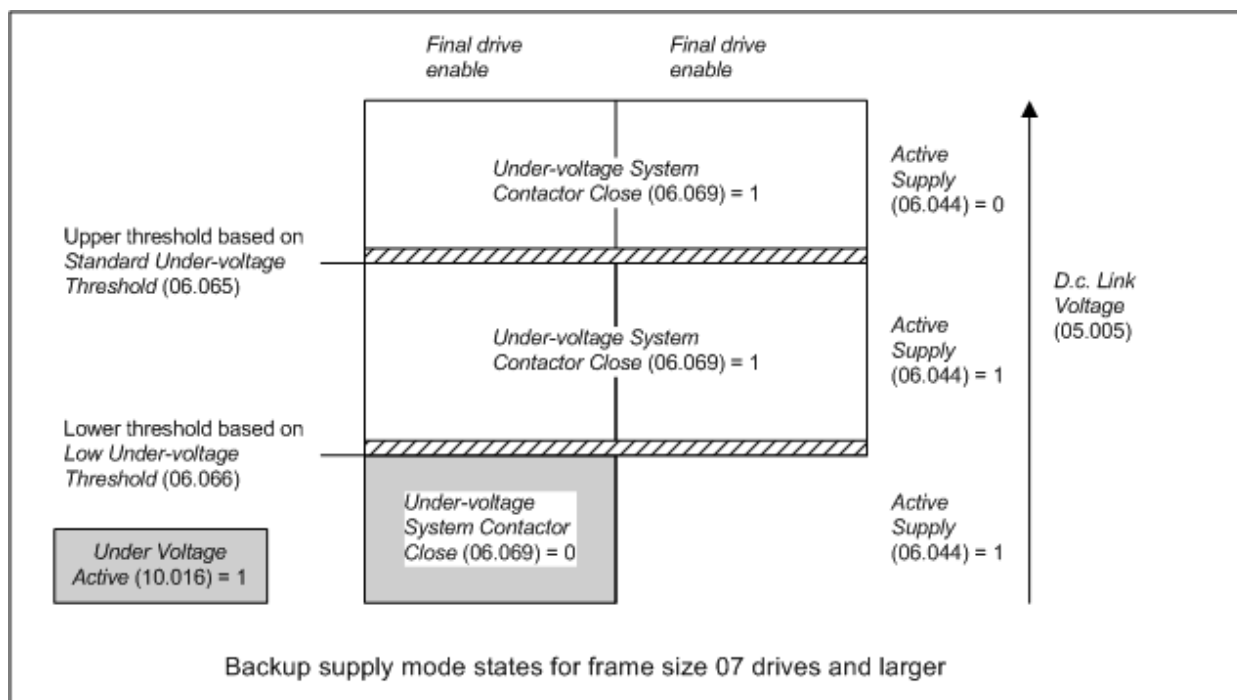 Final drive
enable
Final drive
enable
Under-voltage System
Contactor Close (06.069) = 1
Active
Supply
(06.044) = 0
Upper threshold based on
Standard Under-voltage
Threshold (06.065)
D.c. Link
Voltage
(05.005)
Under-voltage System
Contactor Close (06.069) = 1
Active
Supply
(06.044) = 1
Lower threshold based on
Low Under-voltage
Threshold (06.066)
Under-voltage
System Contactor
Close (06.069) = 0
Active
Supply
(06.044) = 1
Under Voltage
Active (10.016) = 1
Backup supply mode states for frame size 07 drives and larger